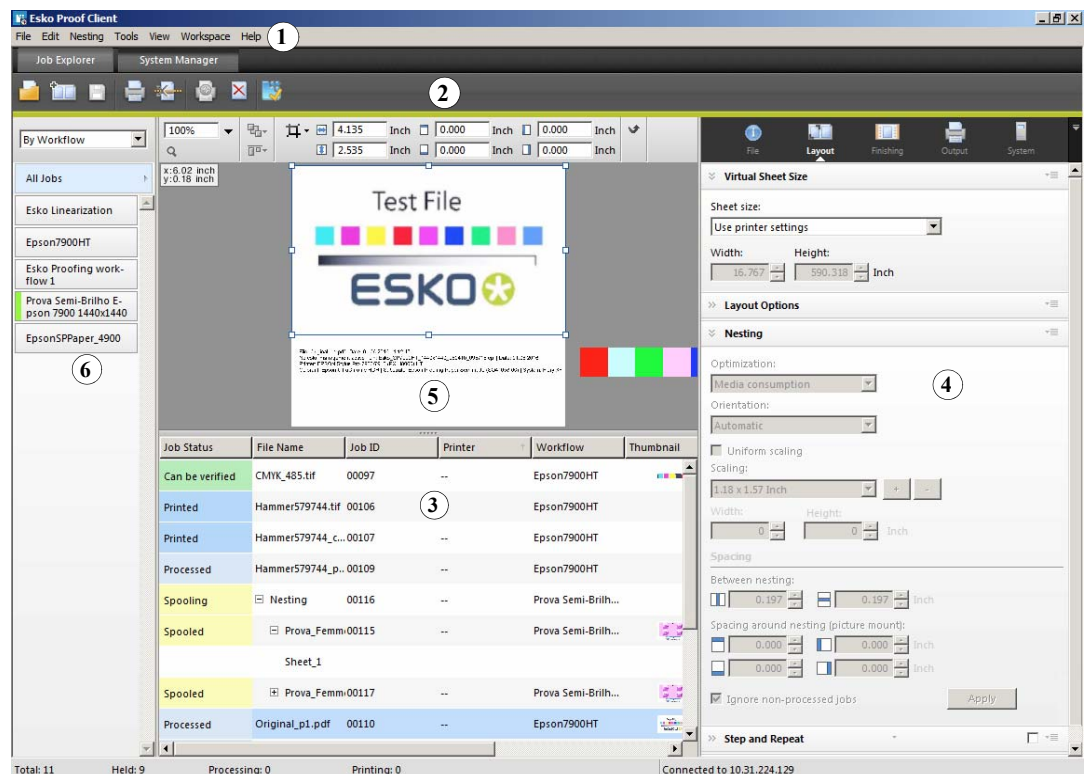 Esko Proof Client
File Edit Nesting Tools View Workspace Help 1
Job Explorer System Manager
2
By Workflow
All Jobs
Esko Linearization
Epson7900HT
Esko Proofing work-
flow 1
Prova Semi-Brilho E-
pson 7900 1440x1440
EpsonSPPaper_4900
6
100% 4.135 Inch 0.000 Inch 0.000 Inch
2.535 Inch 0.000 Inch 0.000 Inch
x:6.02 inch
y:0.18 inch
Test File
ESKO
5
Job Status File Name Job ID Printer Workflow Thumbnail
Can be verified CMYK_485.tif 00097 -- Epson7900HT
Printed Hammer579744.tif 00106 -- Epson7900HT
3
Printed Hammer579744_c... 00107 -- Epson7900HT
Processed Hammer579744_p.. 00109 -- Epson7900HT
Spooling Nesting 00116 -- Prova Semi-Brilh...
Spooled Prova_Femm 00115 -- Prova Semi-Brilh...
Sheet_1
Spooled Prova_Femm 00117 -- Prova Semi-Brilh...
Processed Original_p1.pdf 00110 -- Epson7900HT
File Layout Finishing Output System
Virtual Sheet Size
Sheet size:
Use printer settings
Width: Height:
16.767 590.318 Inch
Layout Options
Nesting
Optimization:
Media consumption
4
Orientation:
Automatic
Uniform scaling
Scaling:
1.18 x 1.57 Inch + -
Width: Height:
0 0 Inch
Spacing
Between nesting:
0.197 0.197 Inch
Spacing around nesting (picture mount):
0.000 0.000 Inch
0.000 0.000 Inch
Ignore non-processed jobs Apply
Step and Repeat
Total: 11 Held: 9 Processing: 0 Printing: 0 Connected to 10.31.224.129